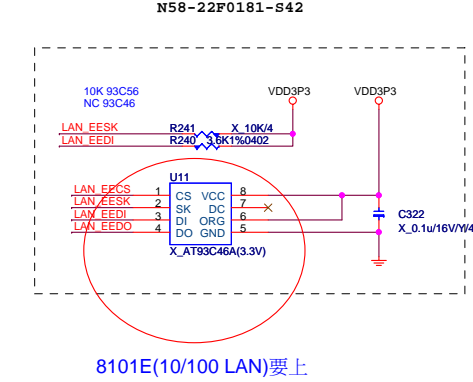 N58-22F0181-S42
10K 93C56
NC 93C46
VDD3P3
VDD3P3
LAN_EESK R241 X_10K/4
LAN_EEDI R240 3.6K1%0402
U11
LAN_EECS 1 CS VCC 8
LAN_EESK 2 SK DC 7
LAN_EEDI 3 DI ORG 6
LAN_EEDO 4 DO GND 5
X_AT93C46A(3.3V)
C322
X_0.1u/16V/Y/4
8101E(10/100 LAN)要上